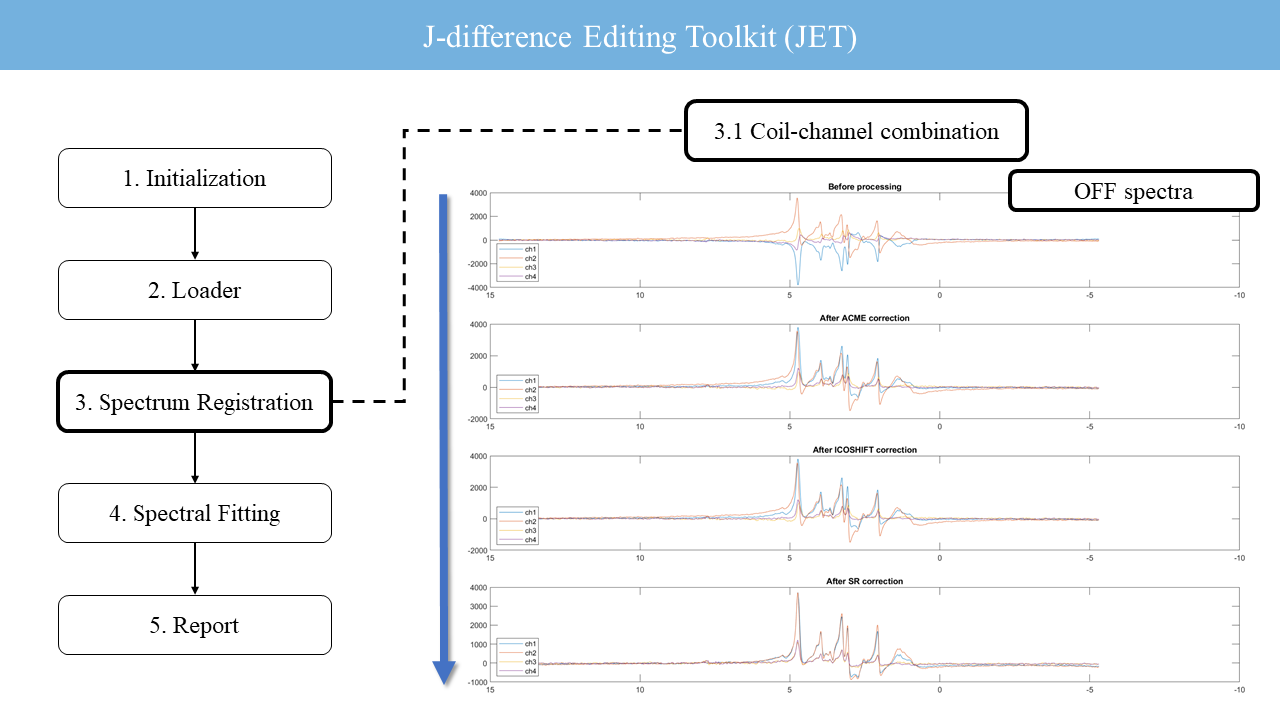 J-difference Editing Toolkit (JET)
1. Initialization
2. Loader
3. Spectrum Registration
4. Spectral Fitting
5. Report
3.1 Coil-channel combination
OFF spectra
Before processing
4000
2000
0
-2000
-4000
ch1
ch2
ch3
ch4
15 10 5 0 -5 -10
After ACME correction
4000
2000
0
-2000
ch1
ch2
ch3
ch4
15 10 5 0 -5 -10
After ICOSHIFT correction
4000
2000
0
-2000
ch1
ch2
ch3
ch4
15 10 5 0 -5 -10
After SR correction
4000
3000
2000
1000
0
-1000
ch1
ch2
ch3
ch4
15 10 5 0 -5 -10